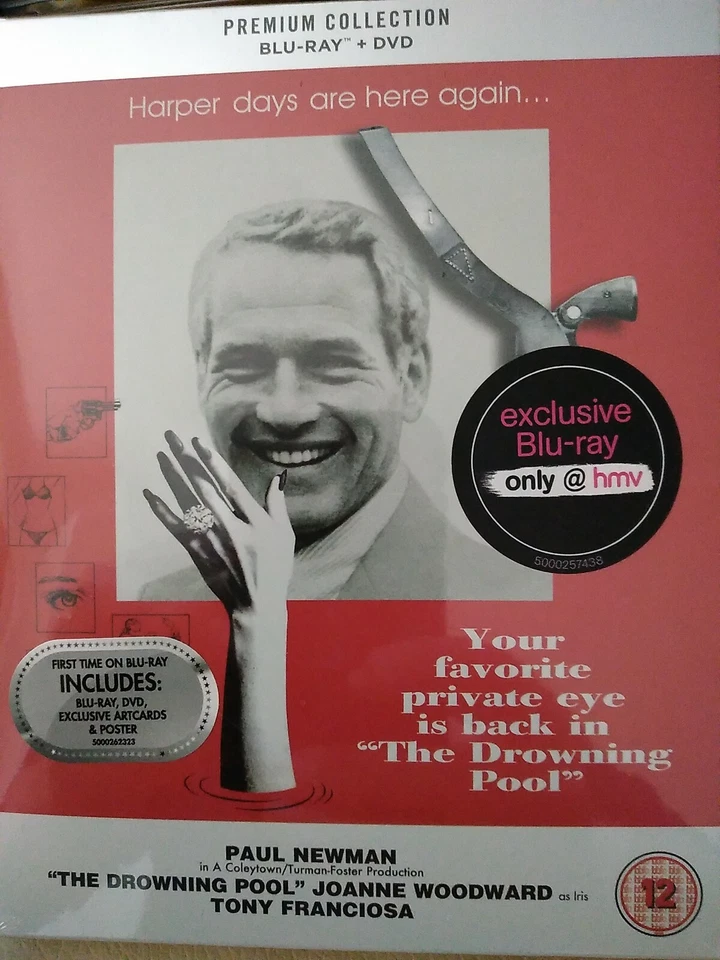 PREMIUM COLLECTION
BLU-RAY™ + DVD
Harper days are here again...
exclusive
Blu-ray
only @ hmv
5000257438
Your
favorite
private eye
is back in
“The Drowning
Pool”
FIRST TIME ON BLU-RAY
INCLUDES:
BLU-RAY, DVD,
EXCLUSIVE ARTCARDS
& POSTER
5000262323
PAUL NEWMAN
in A Coleytown/Turman-Foster Production
“THE DROWNING POOL” JOANNE WOODWARD as Iris
TONY FRANCIOSA
12